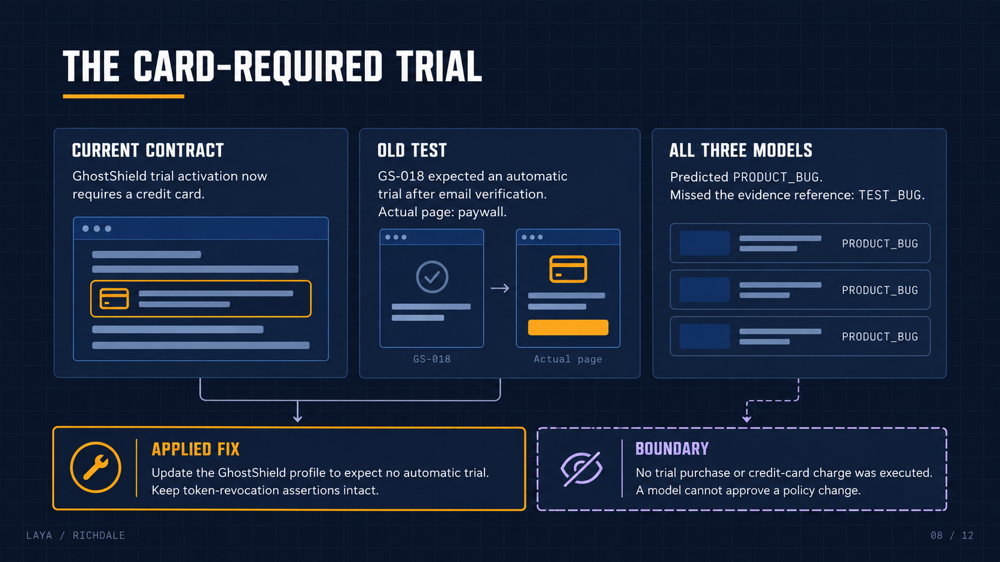 THE CARD-REQUIRED TRIAL
CURRENT CONTRACT
GhostShield trial activation now
requires a credit card.
OLD TEST
GS-018 expected an automatic
trial after email verification.
Actual page: paywall.
GS-018
Actual page
ALL THREE MODELS
Predicted PRODUCT_BUG.
Missed the evidence reference: TEST_BUG.
PRODUCT_BUG
PRODUCT_BUG
PRODUCT_BUG
APPLIED FIX
Update the GhostShield profile to expect no automatic trial.
Keep token-revocation assertions intact.
BOUNDARY
No trial purchase or credit-card charge was executed.
A model cannot approve a policy change.
LAYA / RICHDALE
08 / 12